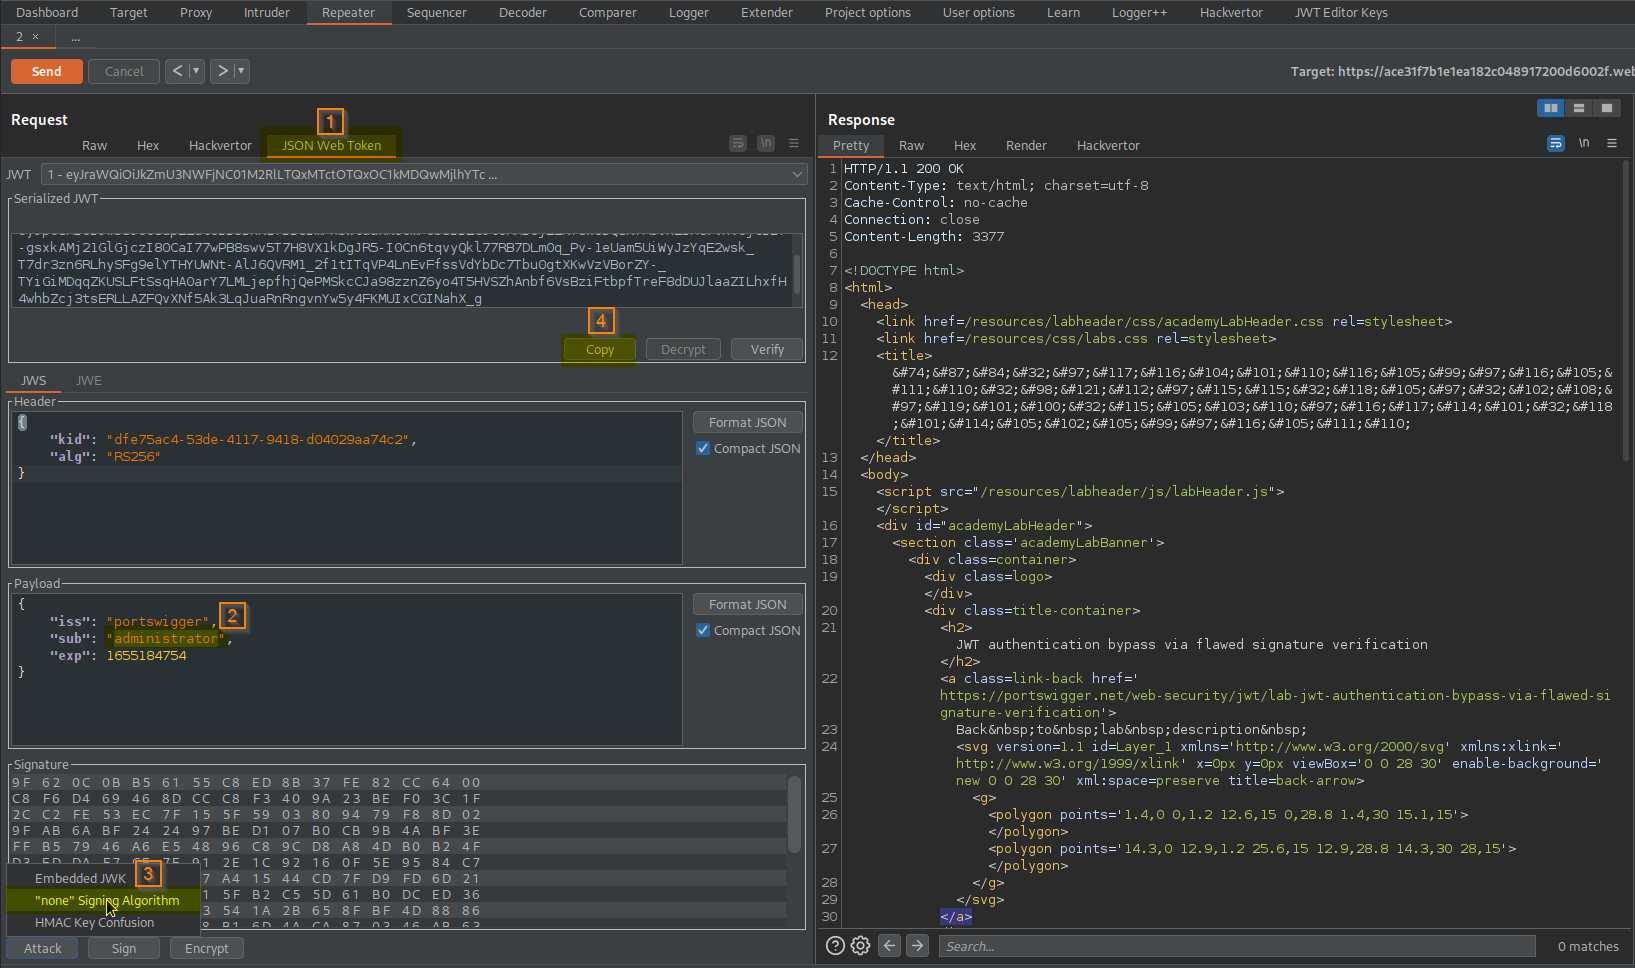 Dashboard Target Proxy Intruder Repeater Sequencer Decoder Comparer Logger Extender Project options User options Learn Logger++ Hackvertor JWT Editor Keys
2 × ...
Send Cancel < ▼ > ▼ Target: https://ace31f7b1e1ea182c048917200d6002f.web
Request
1
Raw Hex Hackvertor JSON Web Token \n
JWT 1 - eyJraWQiOiJkZmU3NWFjNC01M2RlLTQxMTctOTQxOC1kMDQwMjlhYTc ...
Serialized JWT
-gsxkAMj21GlGjczI80CaI77wPB8swv5T7H8VX1kDgJR5-I0Cn6tqvyQkl77RB7DLm0q_Pv-1eUam5UiWyJzYqE2wsk_
T7dr3zn6RLhySFg9elYTHYUWNt-AlJ6QVRM1_2f1tITqVP4LnEvFfssVdYbDc7Tbu0gtXKwVzVBorZY-_
TYiGiMDqqZKUSLFtSsqHA0arY7LMLjepfhjQePMSkcCJa98zznZ6yo4T5HVSZhAnbf6VsBziFtbpfTreF8dDUJlaaZILhxfH
4whbZcj3tsERLLAZFQvXNf5Ak3LqJuaRnRngvnYw5y4FKMUIxCGINahX_g
4
Copy Decrypt Verify
JWS JWE
Header
{
"kid": "dfe75ac4-53de-4117-9418-d04029aa74c2",
"alg": "RS256"
}
Format JSON
Compact JSON
Payload
{
"iss": "portswigger",
2
"sub": "administrator",
"exp": 1655184754
}
Format JSON
Compact JSON
Signature
9F 62 0C 0B B5 61 55 C8 ED 8B 37 FE 82 CC 64 00
C8 F6 D4 69 46 8D CC C8 F3 40 9A 23 BE F0 3C 1F
2C C2 FE 53 EC 7F 15 5F 59 03 80 94 79 F8 8D 02
9F AB 6A BF 24 24 97 BE D1 07 B0 CB 9B 4A BF 3E
FF B5 79 46 A6 E5 48 96 C8 9C D8 A8 4D B0 B2 4F
91 2E 1C 92 16 0F 5E 95 84 C7
7 A4 15 44 CD 7F D9 FD 6D 21
5F B2 C5 5D 61 B0 DC ED 36
3 54 1A 2B 65 8F BF 4D 88 86
B1 6D 4A CA 87 03 46 AB 63
Embedded JWK
3
"none" Signing Algorithm
HMAC Key Confusion
Attack Sign Encrypt
Response
Pretty Raw Hex Render Hackvertor \n
1 HTTP/1.1 200 OK
2 Content-Type: text/html; charset=utf-8
3 Cache-Control: no-cache
4 Connection: close
5 Content-Length: 3377
6
7 <!DOCTYPE html>
8 <html>
9 <head>
10 <link href=/resources/labheader/css/academyLabHeader.css rel=stylesheet>
11 <link href=/resources/css/labs.css rel=stylesheet>
12 <title>
&#74;&#87;&#84;&#32;&#97;&#117;&#116;&#104;&#101;&#110;&#116;&#105;&#99;&#97;&#116;&#105;&
#111;&#110;&#32;&#98;&#121;&#112;&#97;&#115;&#115;&#32;&#118;&#105;&#97;&#32;&#102;&#108;&
#97;&#119;&#101;&#100;&#32;&#115;&#105;&#103;&#110;&#97;&#116;&#117;&#114;&#101;&#32;&#118
;&#101;&#114;&#105;&#102;&#105;&#99;&#97;&#116;&#105;&#111;&#110;
</title>
13 </head>
14 <body>
15 <script src="/resources/labheader/js/labHeader.js">
</script>
16 <div id="academyLabHeader">
17 <section class='academyLabBanner'>
18 <div class=container>
19 <div class=logo>
</div>
20 <div class=title-container>
21 <h2>
JWT authentication bypass via flawed signature verification
</h2>
22 <a class=link-back href='
https://portswigger.net/web-security/jwt/lab-jwt-authentication-bypass-via-flawed-si
gnature-verification'>
23 Back&nbsp;to&nbsp;lab&nbsp;description&nbsp;
24 <svg version=1.1 id=Layer_1 xmlns='http://www.w3.org/2000/svg' xmlns:xlink='
http://www.w3.org/1999/xlink' x=0px y=0px viewBox='0 0 28 30' enable-background='
new 0 0 28 30' xml:space=preserve title=back-arrow>
25 <g>
26 <polygon points='1.4,0 0,1.2 12.6,15 0,28.8 1.4,30 15.1,15'>
</polygon>
27 <polygon points='14.3,0 12.9,1.2 25.6,15 12.9,28.8 14.3,30 28,15'>
</polygon>
28 </g>
29 </svg>
30 </a>
Search... 0 matches